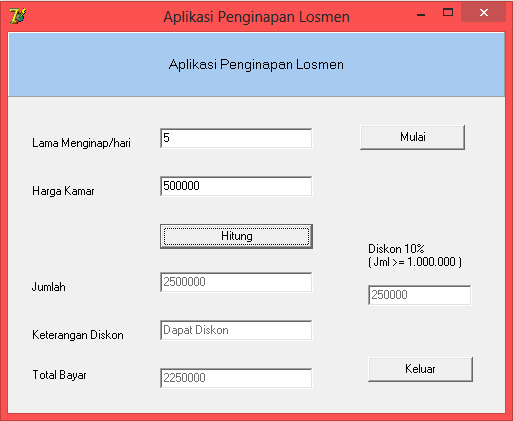 Aplikasi Penginapan Losmen
Aplikasi Penginapan Losmen
Lama Menginap/hari
5
Mulai
Harga Kamar
500000
Hitung
Diskon 10%
( Jml >= 1.000.000 )
Jumlah
2500000
250000
Keterangan Diskon
Dapat Diskon
Total Bayar
2250000
Keluar